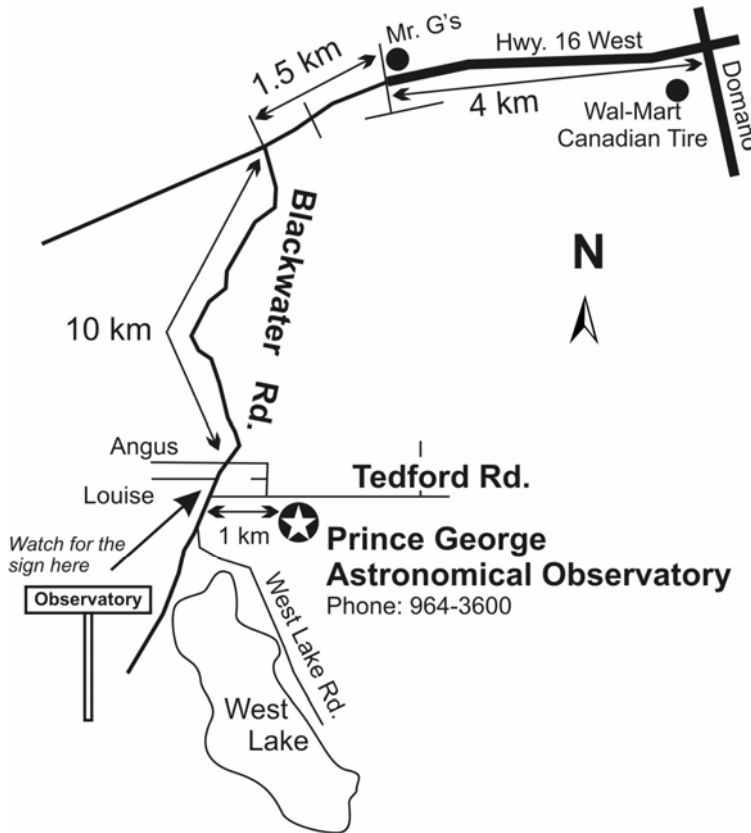 Mr. G's
Hwy. 16 West
Domano
1.5 km
4 km
Wal-Mart
Canadian Tire
Blackwater Rd.
N
10 km
Angus
Tedford Rd.
Louise
1 km
Watch for the
sign here
Prince George
Astronomical Observatory
Phone: 964-3600
Observatory
West Lake Rd.
West
Lake